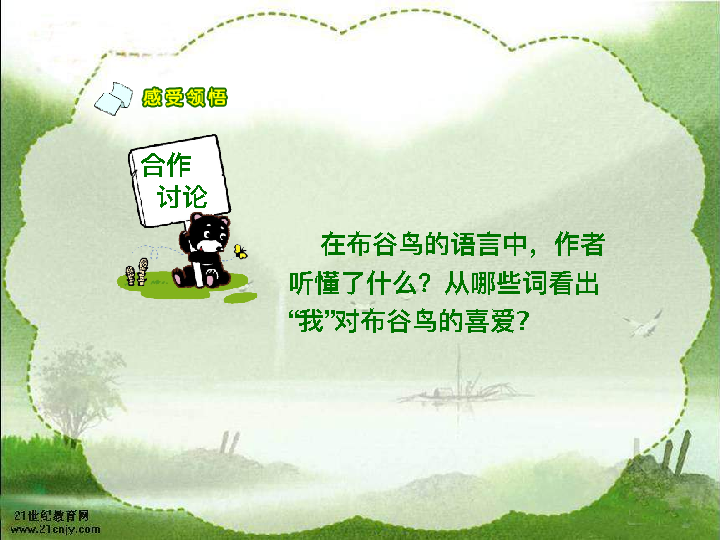 感受领悟
合作
讨论
在布谷鸟的语言中，作者
听懂了什么？从哪些词看出
“我”对布谷鸟的喜爱？
21世纪教育网
www.21cnjy.com